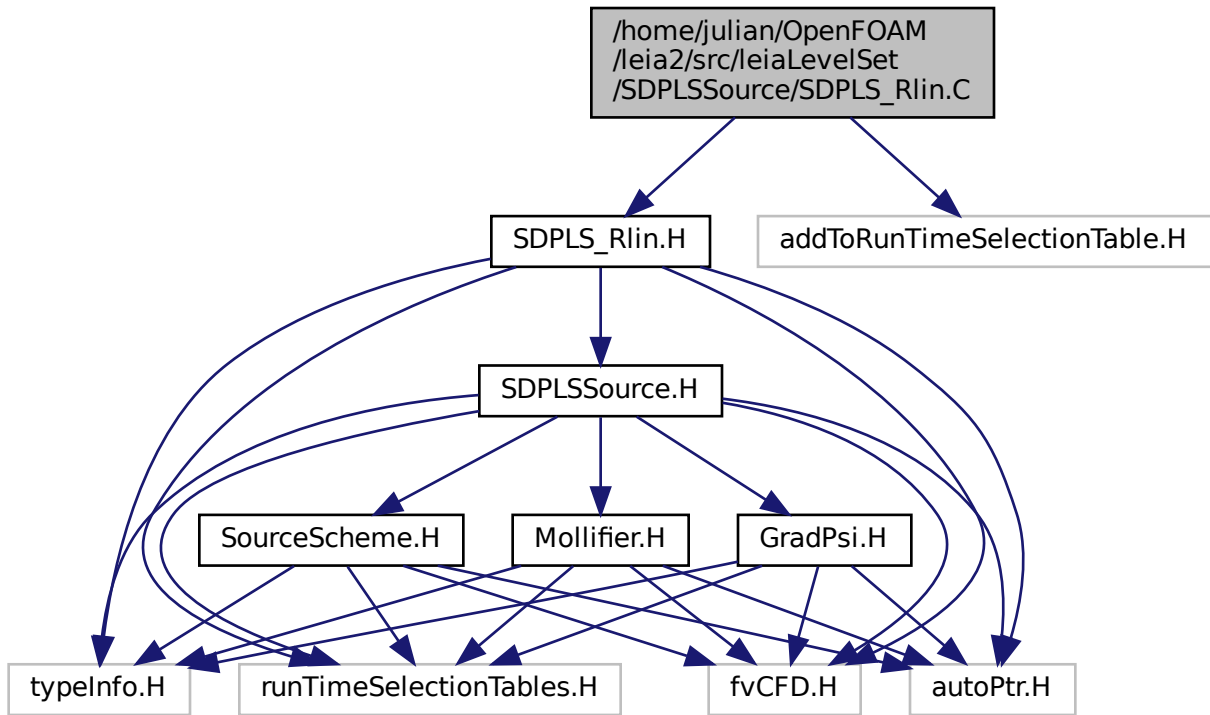 /home/julian/OpenFOAM
/leia2/src/leiaLevelSet
/SDPLSSource/SDPLS_Rlin.C
SDPLS_Rlin.H
addToRunTimeSelectionTable.H
SDPLSSource.H
SourceScheme.H
Mollifier.H
GradPsi.H
typeInfo.H
runTimeSelectionTables.H
fvCFD.H
autoPtr.H